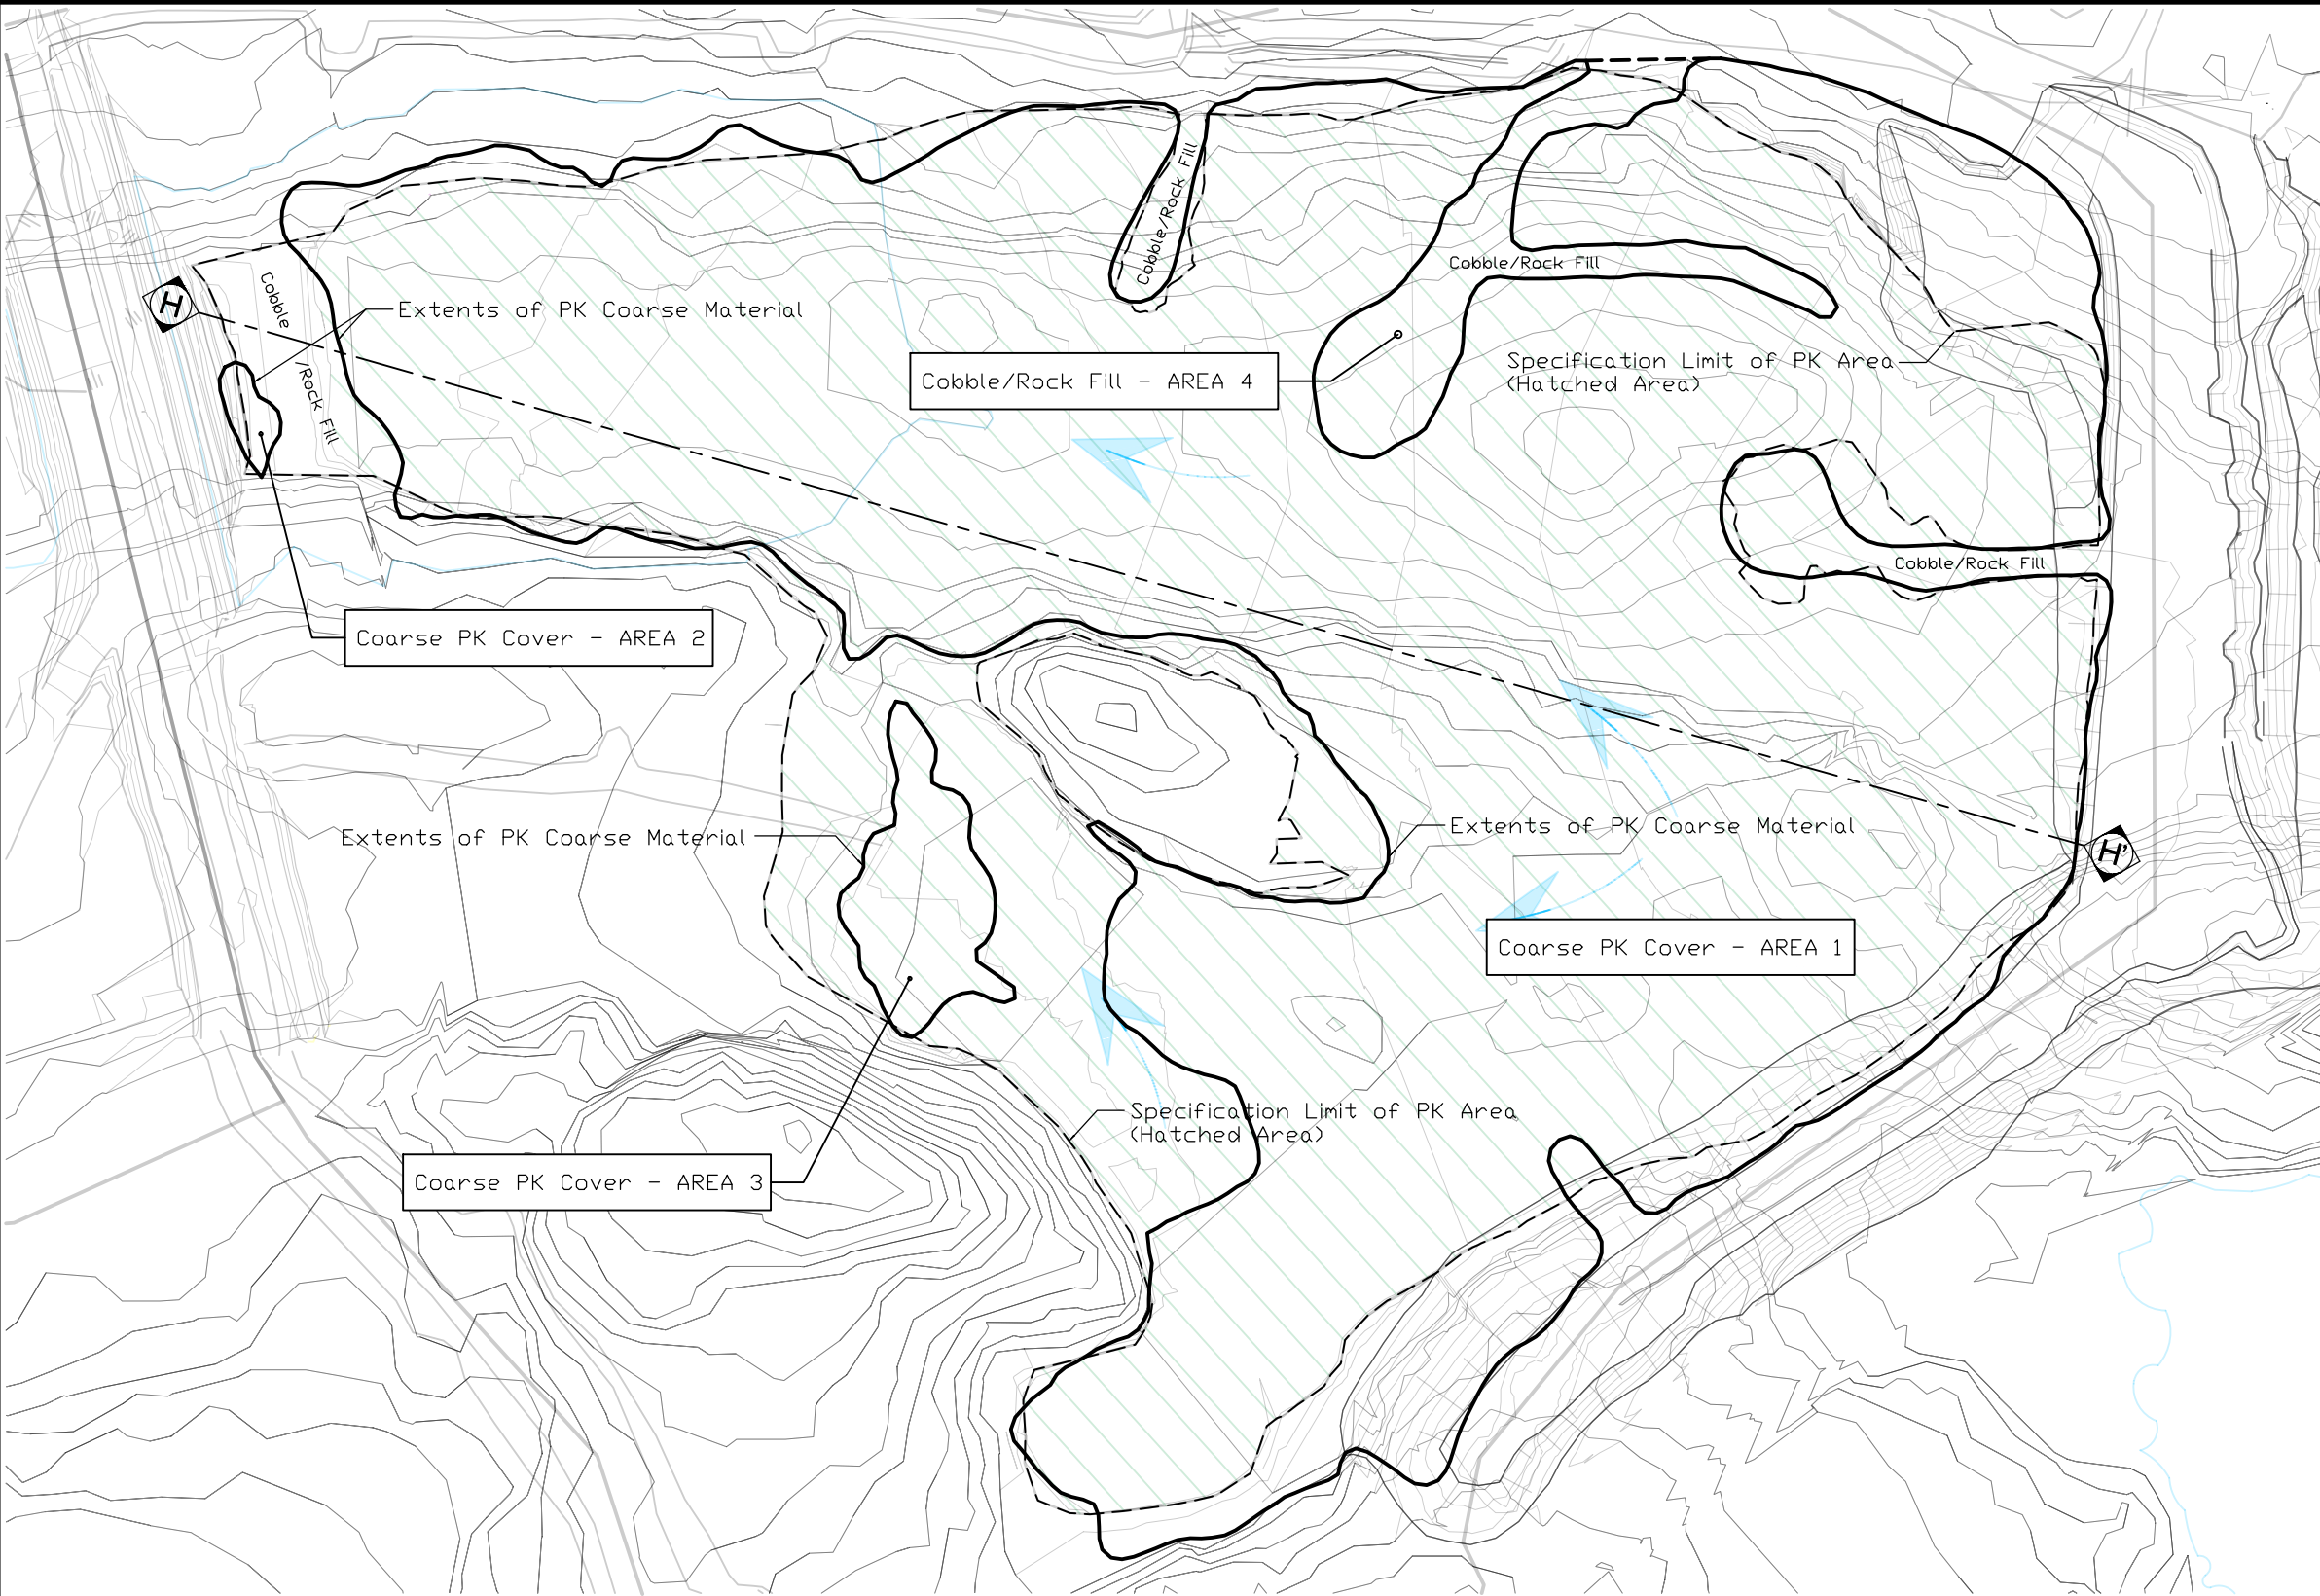 Cobble/Rock Fill
Cobble/Rock Fill
Cobble
/Rock Fill
H
Extents of PK Coarse Material
Cobble/Rock Fill - AREA 4
Specification Limit of PK Area
(Hatched Area)
Cobble/Rock Fill
Coarse PK Cover - AREA 2
Extents of PK Coarse Material
Extents of PK Coarse Material
H'
Coarse PK Cover - AREA 1
Specification Limit of PK Area
(Hatched Area)
Coarse PK Cover - AREA 3